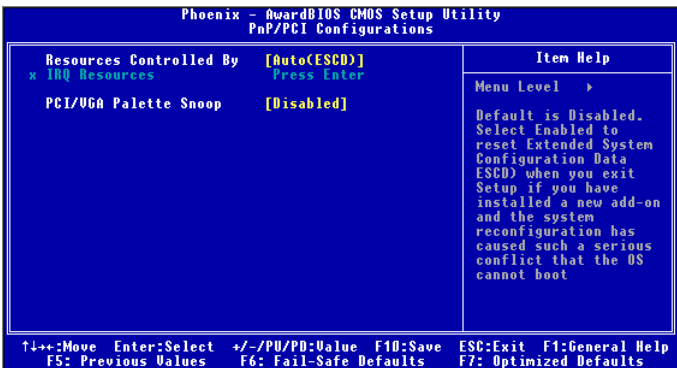 Phoenix - AwardBIOS CMOS Setup Utility
PnP/PCI Configurations
Resources Controlled By [Auto(ESCD)]
x IRQ Resources Press Enter
PCI/VGA Palette Snoop [Disabled]
Item Help
Menu Level ▸
Default is Disabled.
Select Enabled to
reset Extended System
Configuration Data
ESCD) when you exit
Setup if you have
installed a new add-on
and the system
reconfiguration has
caused such a serious
conflict that the OS
cannot boot
↑↓→←:Move Enter:Select +/-/PU/PD:Value F10:Save ESC:Exit F1:General Help
F5: Previous Values F6: Fail-Safe Defaults F7: Optimized Defaults